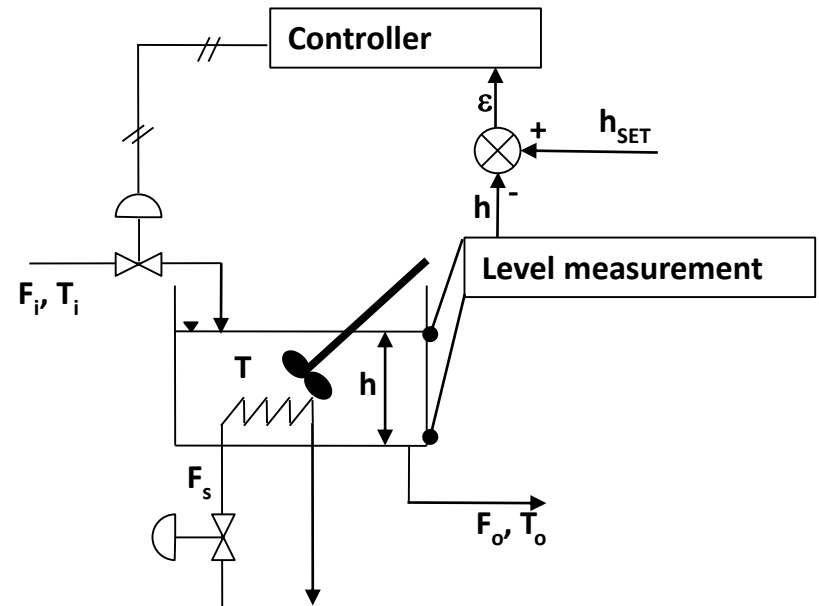 Controller
ε
+
h_SET
h
-
Level measurement
F_i, T_i
T
h
F_s
F_o, T_o